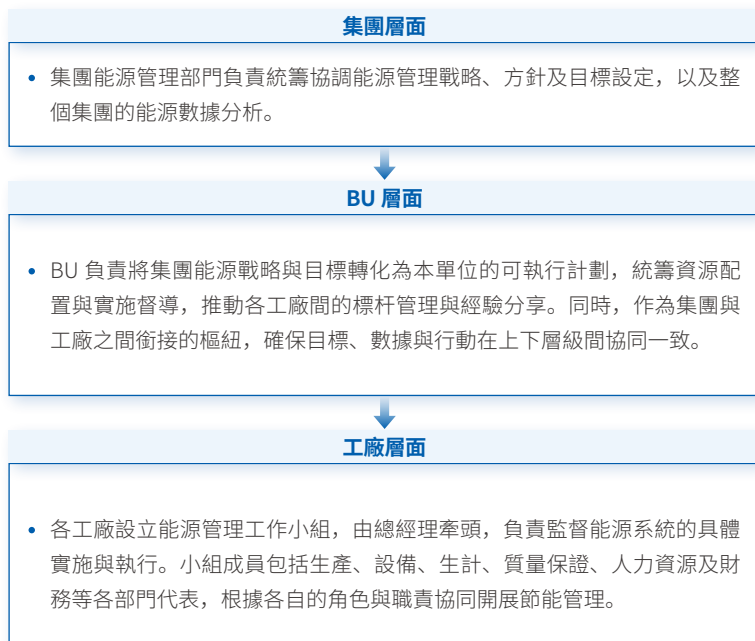 集團層面
• 集團能源管理部門負責統籌協調能源管理戰略、方針及目標設定，以及整
個集團的能源數據分析。
BU 層面
• BU 負責將集團能源戰略與目標轉化為本單位的可執行計劃，統籌資源配
置與實施督導，推動各工廠間的標杆管理與經驗分享。同時，作為集團與
工廠之間銜接的樞紐，確保目標、數據與行動在上下層級間協同一致。
工廠層面
• 各工廠設立能源管理工作小組，由總經理牽頭，負責監督能源系統的具體
實施與執行。小組成員包括生產、設備、生計、質量保證、人力資源及財
務等各部門代表，根據各自的角色與職責協同開展節能管理。